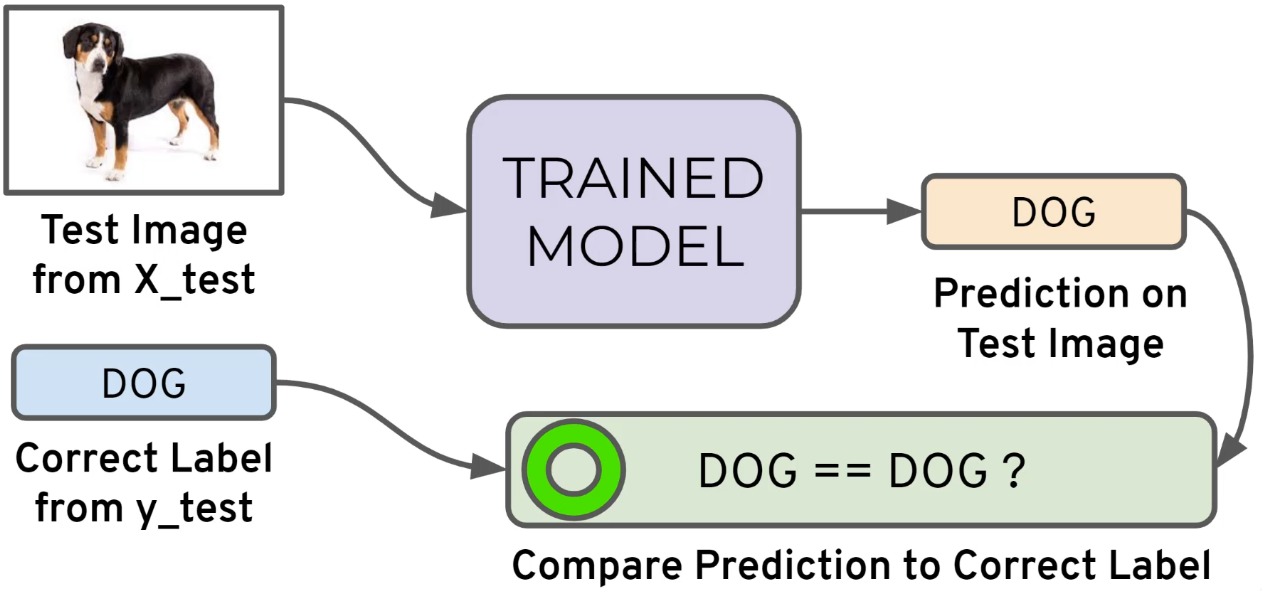 TRAINED
MODEL
DOG
Test Image
from X_test
Prediction on
Test Image
DOG
Correct Label
from y_test
DOG == DOG ?
Compare Prediction to Correct Label